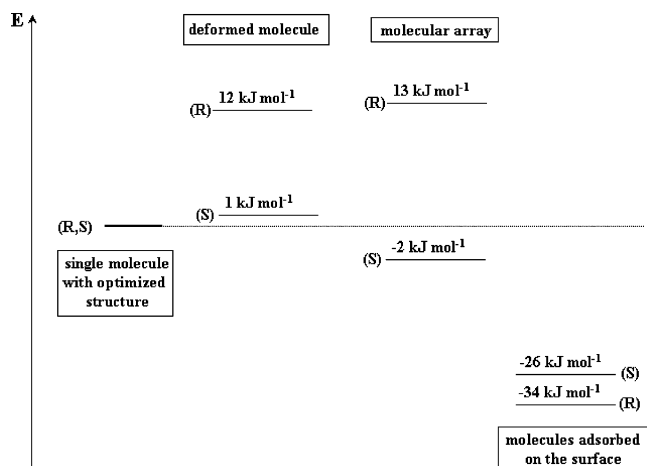 E
deformed molecule
molecular array
(R) 12 kJ mol-1
(R) 13 kJ mol-1
(S) 1 kJ mol-1
(R,S)
(S) -2 kJ mol-1
single molecule
with optimized
structure
-26 kJ mol-1 (S)
-34 kJ mol-1 (R)
molecules adsorbed
on the surface